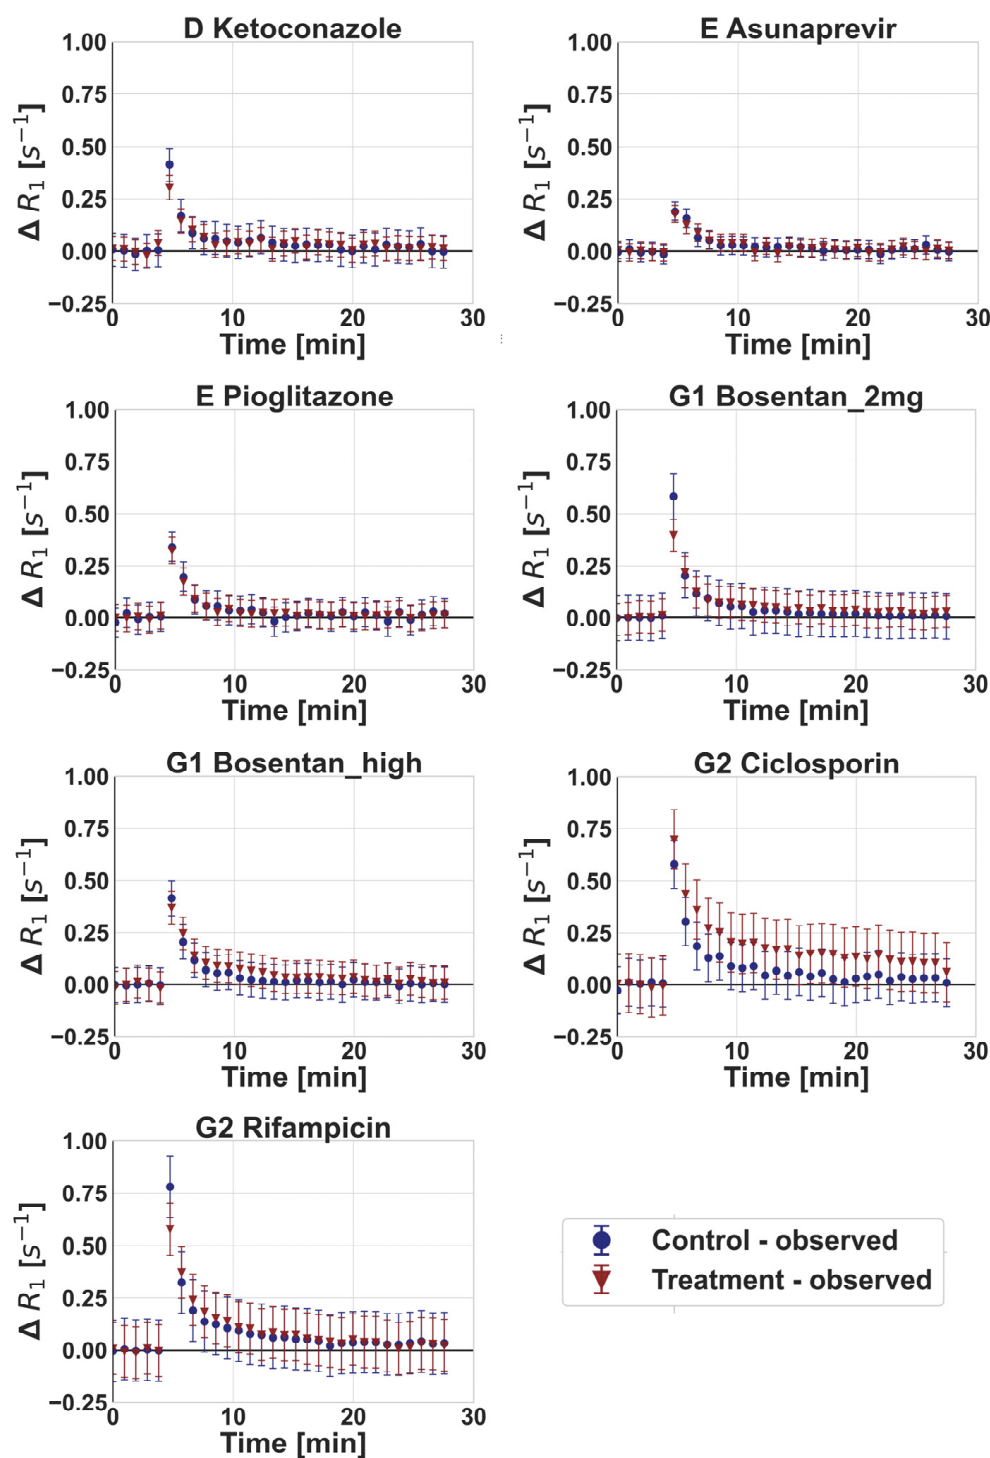 D Ketoconazole
1.00
0.75
0.50
0.25
0.00
−0.25
Δ R1 [s−1]
0 10 20 30
Time [min]
E Asunaprevir
1.00
0.75
0.50
0.25
0.00
−0.25
Δ R1 [s−1]
0 10 20 30
Time [min]
E Pioglitazone
1.00
0.75
0.50
0.25
0.00
−0.25
Δ R1 [s−1]
0 10 20 30
Time [min]
G1 Bosentan_2mg
1.00
0.75
0.50
0.25
0.00
−0.25
Δ R1 [s−1]
0 10 20 30
Time [min]
G1 Bosentan_high
1.00
0.75
0.50
0.25
0.00
−0.25
Δ R1 [s−1]
0 10 20 30
Time [min]
G2 Ciclosporin
1.00
0.75
0.50
0.25
0.00
−0.25
Δ R1 [s−1]
0 10 20 30
Time [min]
G2 Rifampicin
1.00
0.75
0.50
0.25
0.00
−0.25
Δ R1 [s−1]
0 10 20 30
Time [min]
Control - observed
Treatment - observed